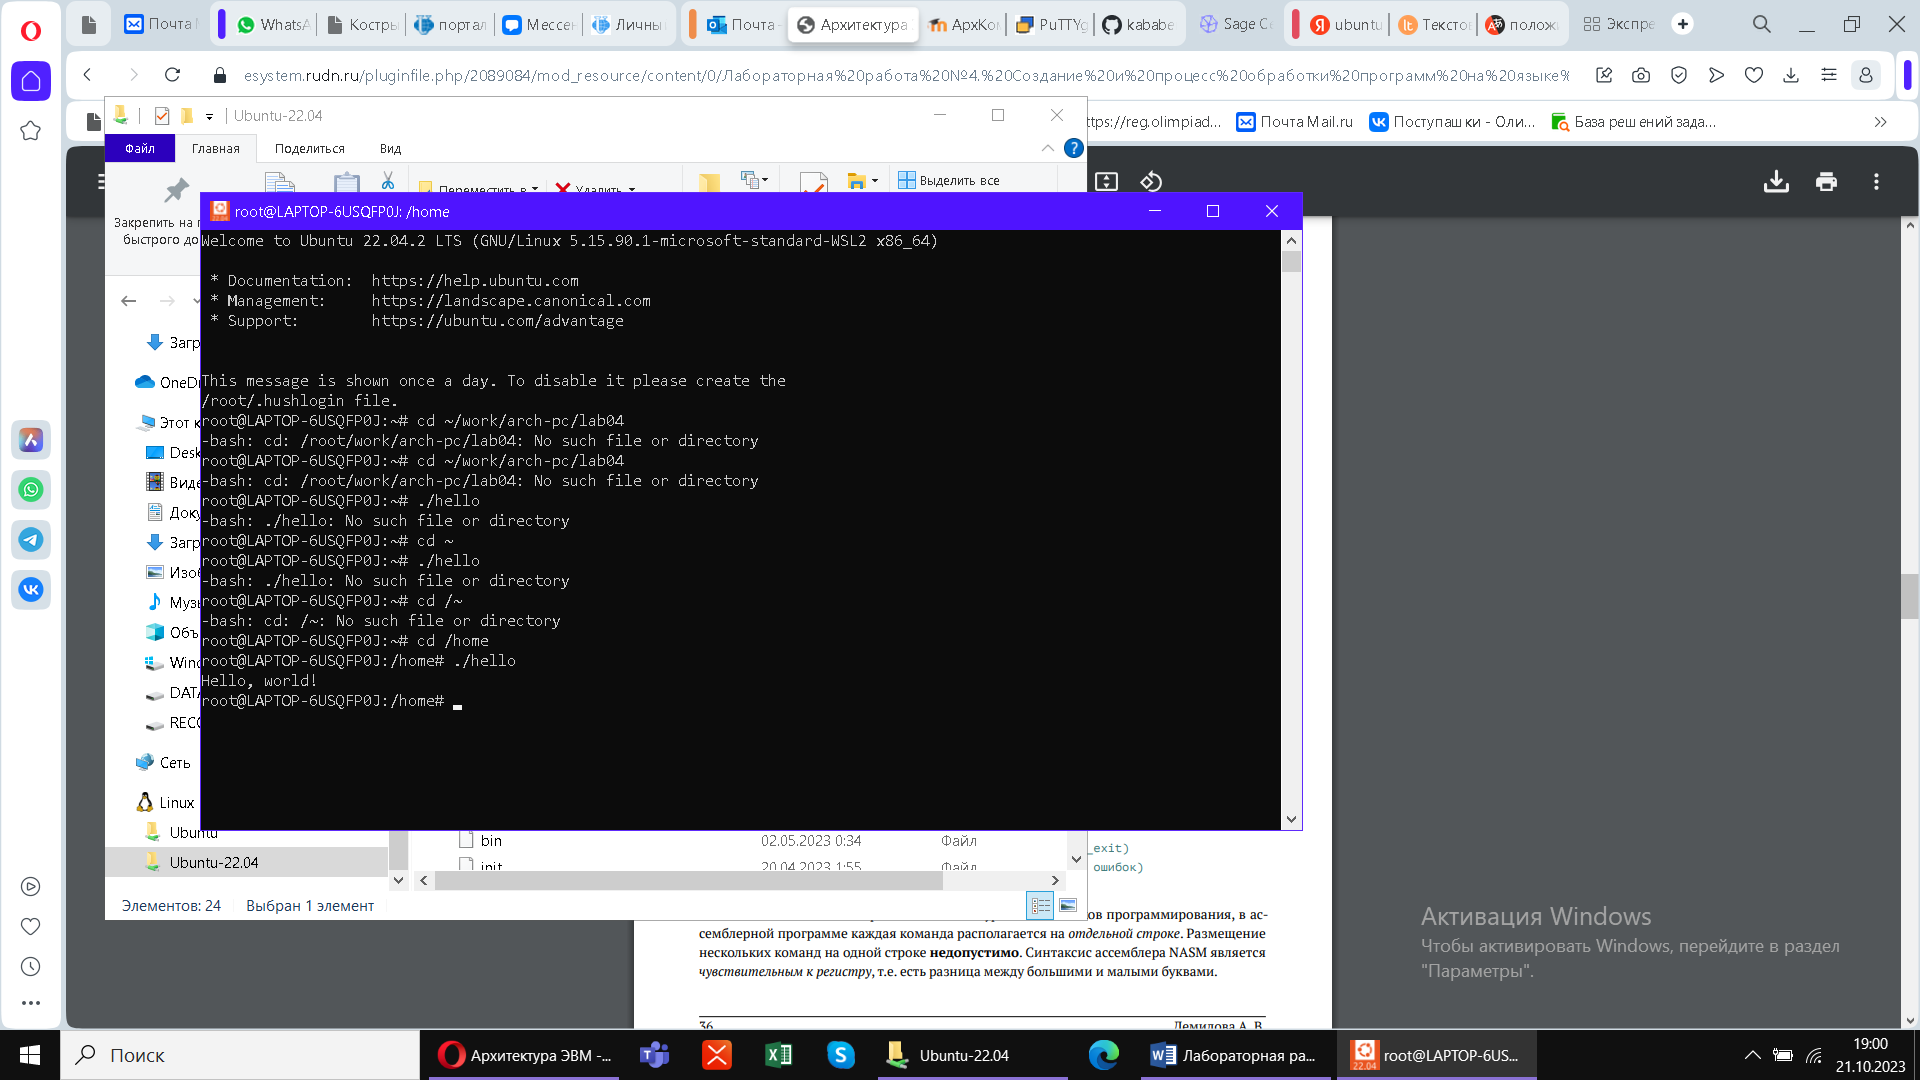 Почта
WhatsA
Костры
портал
Мессен
Личны
Почта -
Архитектура
АрхКо
PuTTYg
kababe
Sage Ce
ubuntu
Текстог
полож
Экспре
esystem.rudn.ru/pluginfile.php/2089084/mod_resource/content/0/Лабораторная%20работа%20№4.%20Создание%20и%20процесс%20обработки%20программ%20на%20языке%
Ubuntu-22.04
ttps://reg.olimpiad...
Почта Mail.ru
Поступашки - Оли...
База решений зада...
Файл
Главная
Поделиться
Вид
Переместить в
Удалить
Выделить все
Закрепить на п
быстрого до
root@LAPTOP-6USQFP0J: /home
Welcome to Ubuntu 22.04.2 LTS (GNU/Linux 5.15.90.1-microsoft-standard-WSL2 x86_64)
* Documentation:  https://help.ubuntu.com
* Management:     https://landscape.canonical.com
* Support:        https://ubuntu.com/advantage
This message is shown once a day. To disable it please create the
/root/.hushlogin file.
root@LAPTOP-6USQFP0J:~# cd ~/work/arch-pc/lab04
-bash: cd: /root/work/arch-pc/lab04: No such file or directory
root@LAPTOP-6USQFP0J:~# cd ~/work/arch-pc/lab04
-bash: cd: /root/work/arch-pc/lab04: No such file or directory
root@LAPTOP-6USQFP0J:~# ./hello
-bash: ./hello: No such file or directory
root@LAPTOP-6USQFP0J:~# cd ~
root@LAPTOP-6USQFP0J:~# ./hello
-bash: ./hello: No such file or directory
root@LAPTOP-6USQFP0J:~# cd /~
-bash: cd: /~: No such file or directory
root@LAPTOP-6USQFP0J:~# cd /home
root@LAPTOP-6USQFP0J:/home# ./hello
Hello, world!
root@LAPTOP-6USQFP0J:/home#
Загр
OneDr
Этот к
Desk
Виде
Доку
Загр
Изоб
Музы
Объ
Wind
DATA
RECO
Сеть
Linux
Ubuntu
Ubuntu-22.04
bin 02.05.2023 0:34 Файл
init 20.04.2023 1:55 Файл
Элементов: 24
Выбран 1 элемент
_exit)
ошибок)
ов программирования, в ас-
семблерной программе каждая команда располагается на отдельной строке. Размещение
нескольких команд на одной строке недопустимо. Синтаксис ассемблера NASM является
чувствительным к регистру, т.е. есть разница между большими и малыми буквами.
36
Демидова А. В.
Активация Windows
Чтобы активировать Windows, перейдите в раздел
"Параметры".
Поиск
Архитектура ЭВМ -...
Ubuntu-22.04
Лабораторная ра...
root@LAPTOP-6US...
19:00
21.10.2023